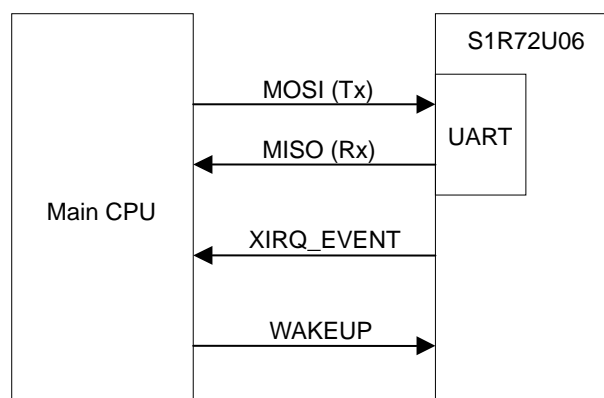 S1R72U06
MOSI (Tx)
UART
MISO (Rx)
Main CPU
XIRQ_EVENT
WAKEUP